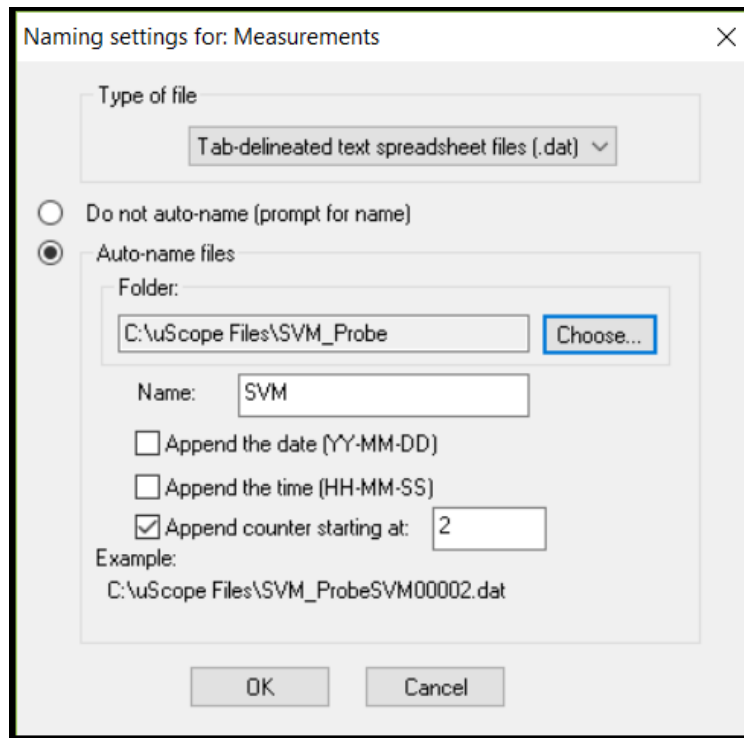 Naming settings for: Measurements
Type of file
Tab-delineated text spreadsheet files (.dat)
Do not auto-name (prompt for name)
Auto-name files
Folder:
C:\uScope Files\SVM_Probe
Choose...
Name: SVM
Append the date (YY-MM-DD)
Append the time (HH-MM-SS)
Append counter starting at: 2
Example:
C:\uScope Files\SVM_ProbeSVM00002.dat
OK
Cancel